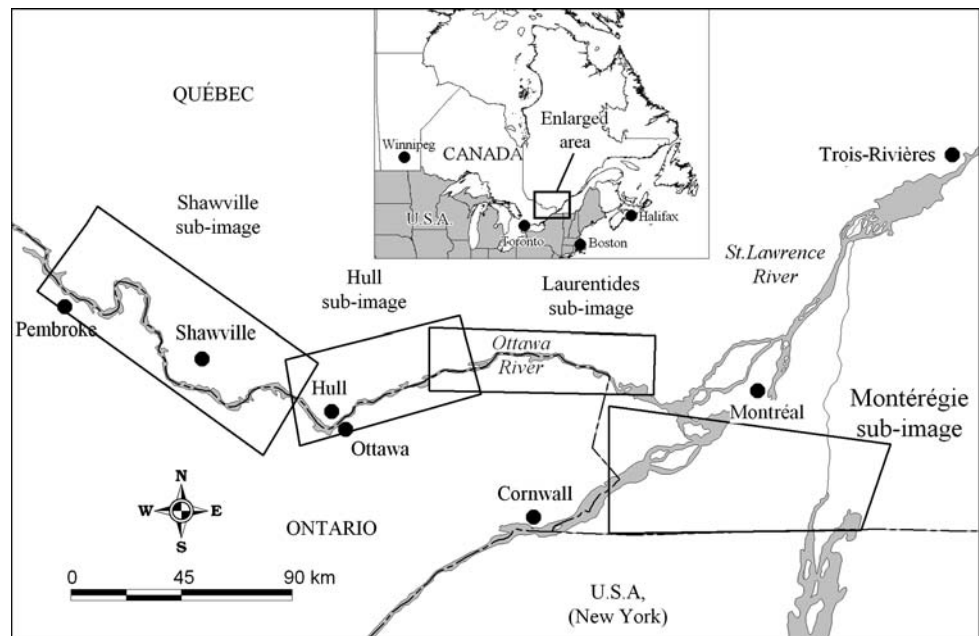 QUÉBEC
Shawville
sub-image
Hull
sub-image
Laurentides
sub-image
Enlarged
area
Winnipeg
CANADA
U.S.A.
Toronto
Halifax
Boston
Trois-Rivières
St.Lawrence
River
Pembroke
Shawville
Hull
Ottawa
Ottawa
River
Montréal
Montérégie
sub-image
Cornwall
ONTARIO
N
W E
S
0 45 90 km
U.S.A,
(New York)